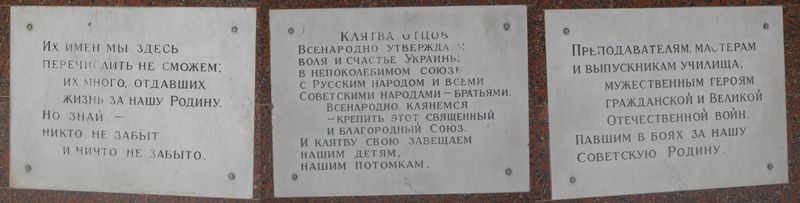 Их имен мы здесь
перечислить не сможем;
их много, отдавших
жизнь за нашу Родину.
Но знай –
никто не забыт
и ничто не забыто.
Клятва отцов
Всенародно утвержда м
воля и счастье Украины
в непоколебимом союзе
с Русским народом и всеми
Советскими народами – братьями.
Всенародно клянемся
– крепить этот священный
и благородный Союз.
И клятву свою завещаем
нашим детям,
нашим потомкам.
Преподавателям, мастерам
и выпускникам училища,
мужественным героям
гражданской и Великой
Отечественной войн.
Павшим в боях за нашу
Советскую Родину.